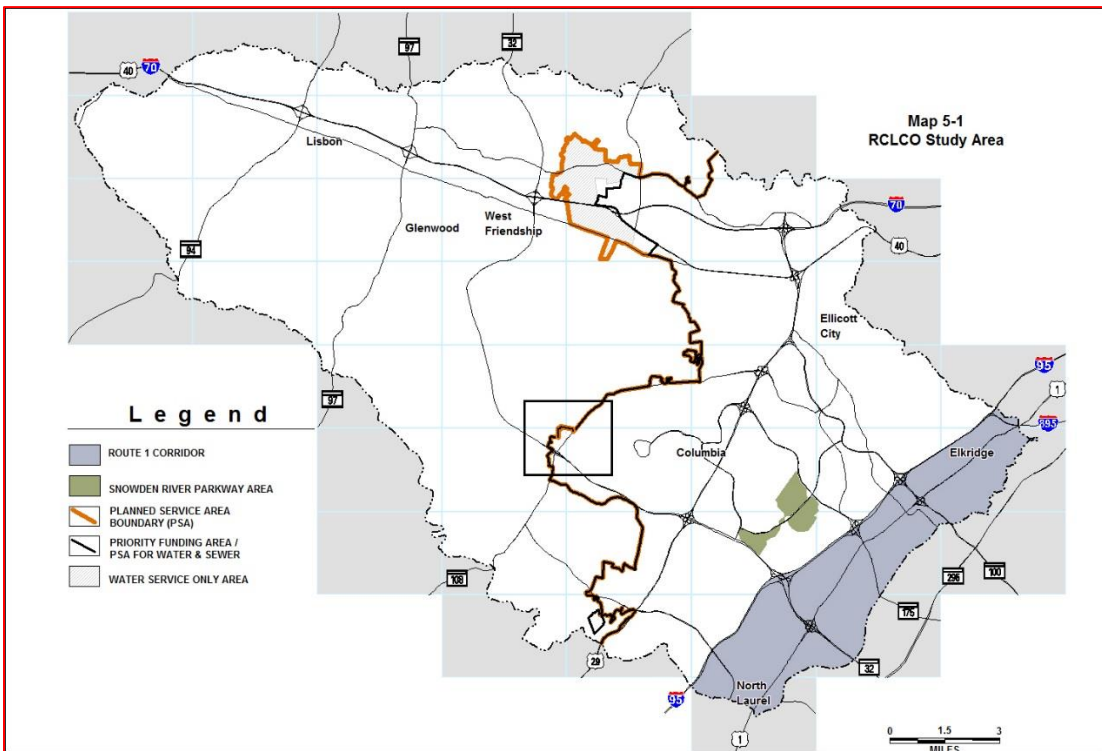 97
32
40
70
Map 5-1
RCLCO Study Area
Lisbon
West
Friendship
Glenwood
70
40
94
Ellicott
City
95
1
895
97
Legend
ROUTE 1 CORRIDOR
SNOWDEN RIVER PARKWAY AREA
PLANNED SERVICE AREA
BOUNDARY (PSA)
PRIORITY FUNDING AREA /
PSA FOR WATER & SEWER
WATER SERVICE ONLY AREA
Columbia
Elkridge
108
100
296
175
29
32
North
Laurel
95
1
0 1.5 3
MILES